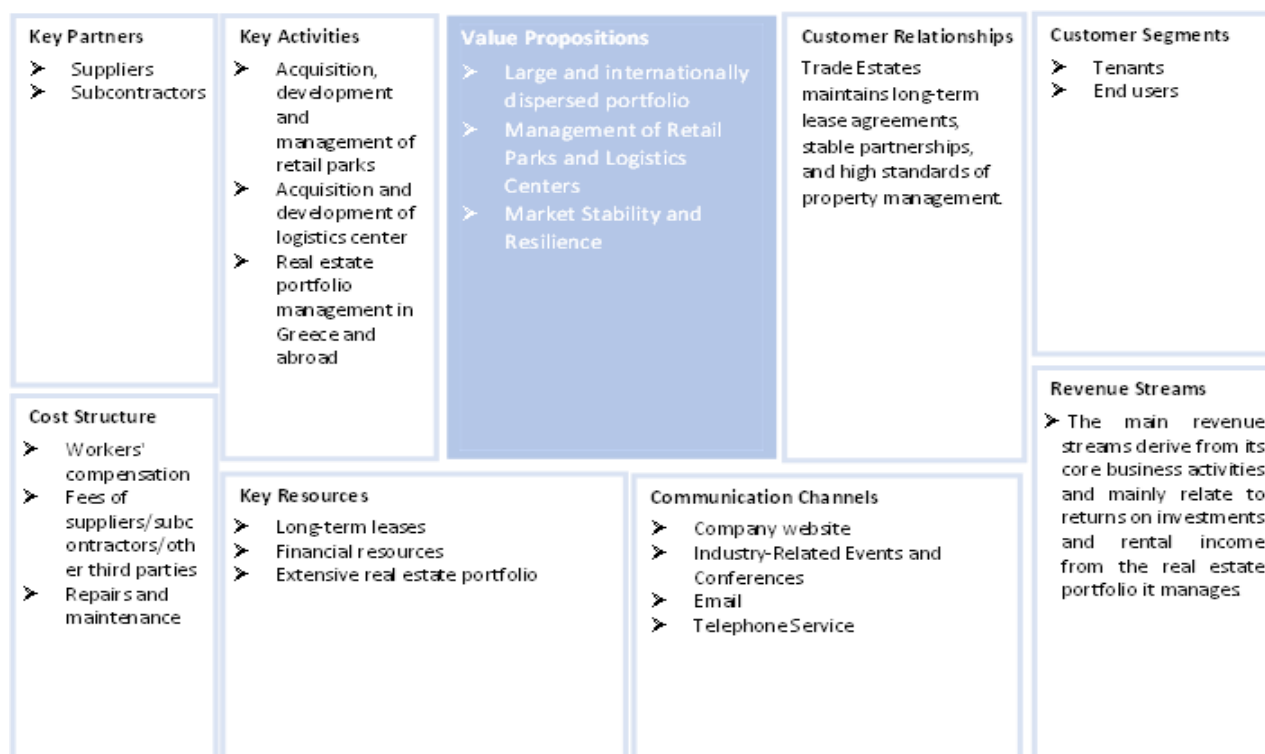 Key Partners
➤ Suppliers
➤ Subcontractors
Key Activities
➤ Acquisition,
development
and
management of
retail parks
➤ Acquisition and
development of
logistics center
➤ Real estate
portfolio
management in
Greece and
abroad
Value Propositions
➤ Large and internationally
dispersed portfolio
➤ Management of Retail
Parks and Logistics
Centers
➤ Market Stability and
Resilience
Customer Relationships
Trade Estates
maintains long-term
lease agreements,
stable partnerships,
and high standards of
property management.
Customer Segments
➤ Tenants
➤ End users
Cost Structure
➤ Workers'
compensation
➤ Fees of
suppliers/subc
ontractors/oth
er third parties
➤ Repairs and
maintenance
Key Resources
➤ Long-term leases
➤ Financial resources
➤ Extensive real estate portfolio
Communication Channels
➤ Company website
➤ Industry-Related Events and
Conferences
➤ Email
➤ Telephone Service
Revenue Streams
➤ The main revenue
streams derive from its
core business activities
and mainly relate to
returns on investments
and rental income
from the real estate
portfolio it manages.